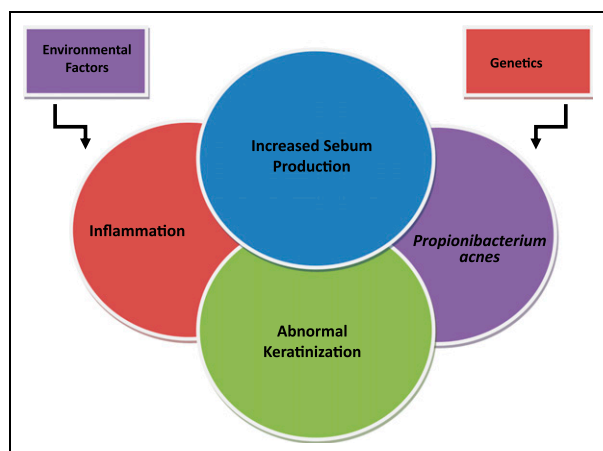 Environmental
Factors
Genetics
Increased Sebum
Production
Inflammation
Propionibacterium
acnes
Abnormal
Keratinization